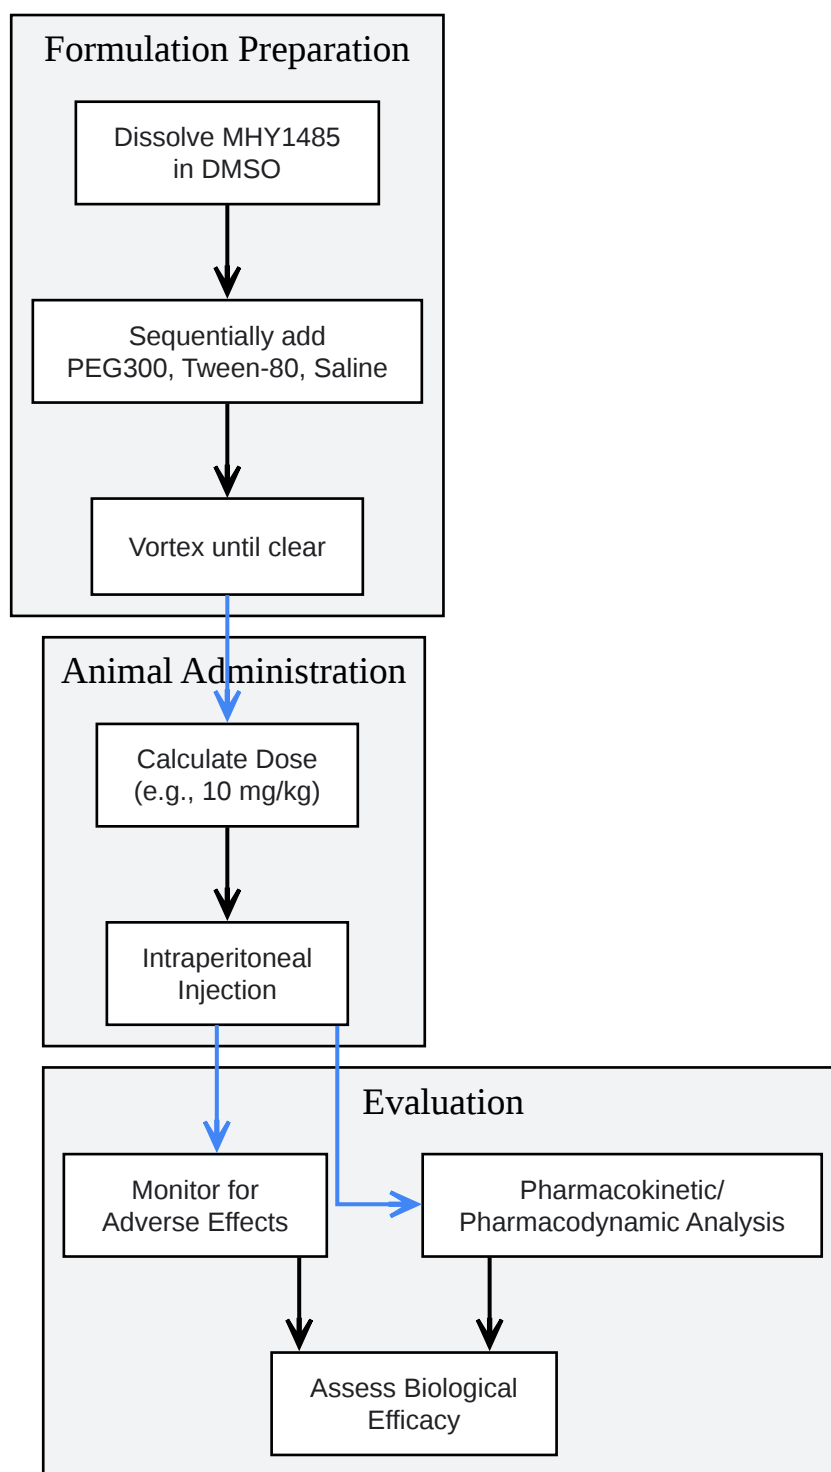 Formulation Preparation
Dissolve MHY1485
in DMSO
Sequentially add
PEG300, Tween-80, Saline
Vortex until clear
Animal Administration
Calculate Dose
(e.g., 10 mg/kg)
Intraperitoneal
Injection
Evaluation
Monitor for
Adverse Effects
Pharmacokinetic/
Pharmacodynamic Analysis
Assess Biological
Efficacy